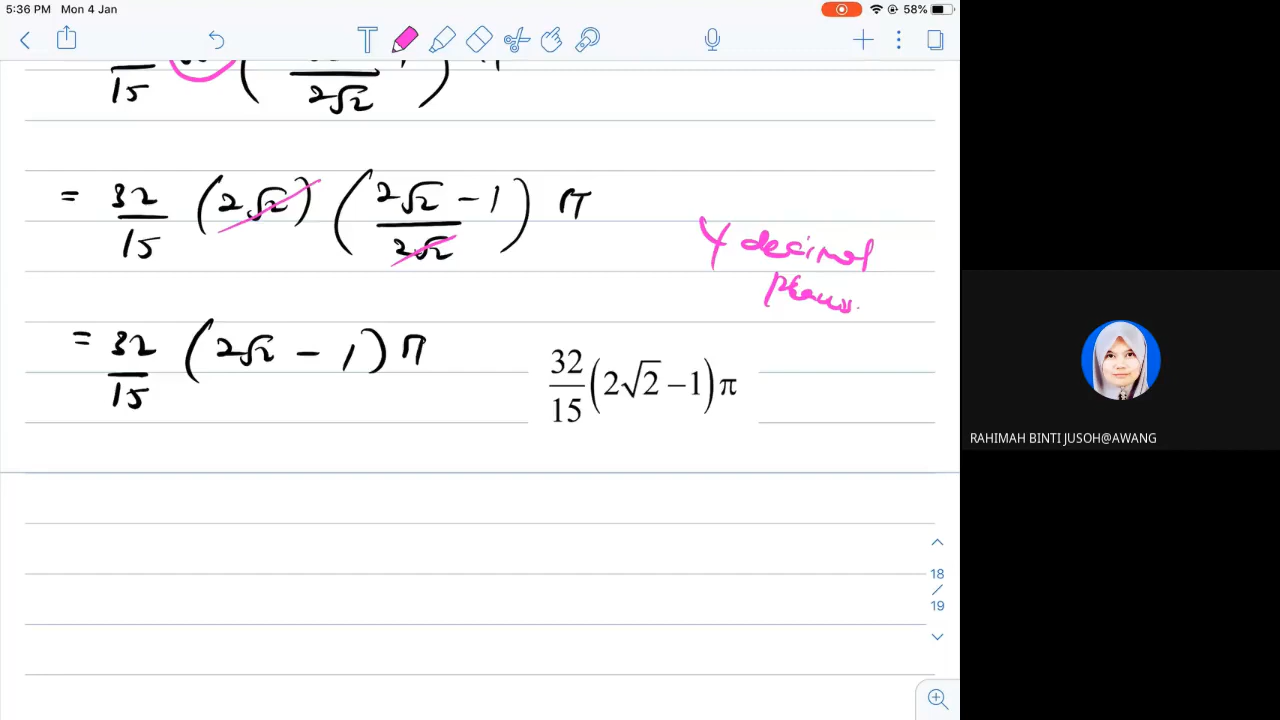 5:36 PM Mon 4 Jan 58%
15 ( 2√2 )
= 32/15 (2√2) ( (2√2 - 1)/(2√2) ) π
4 decimal
= 32/15 (2√2 - 1) π
32/15 (2√2 - 1) π
RAHIMAH BINTI JUSOH@AWANG
18
/
19